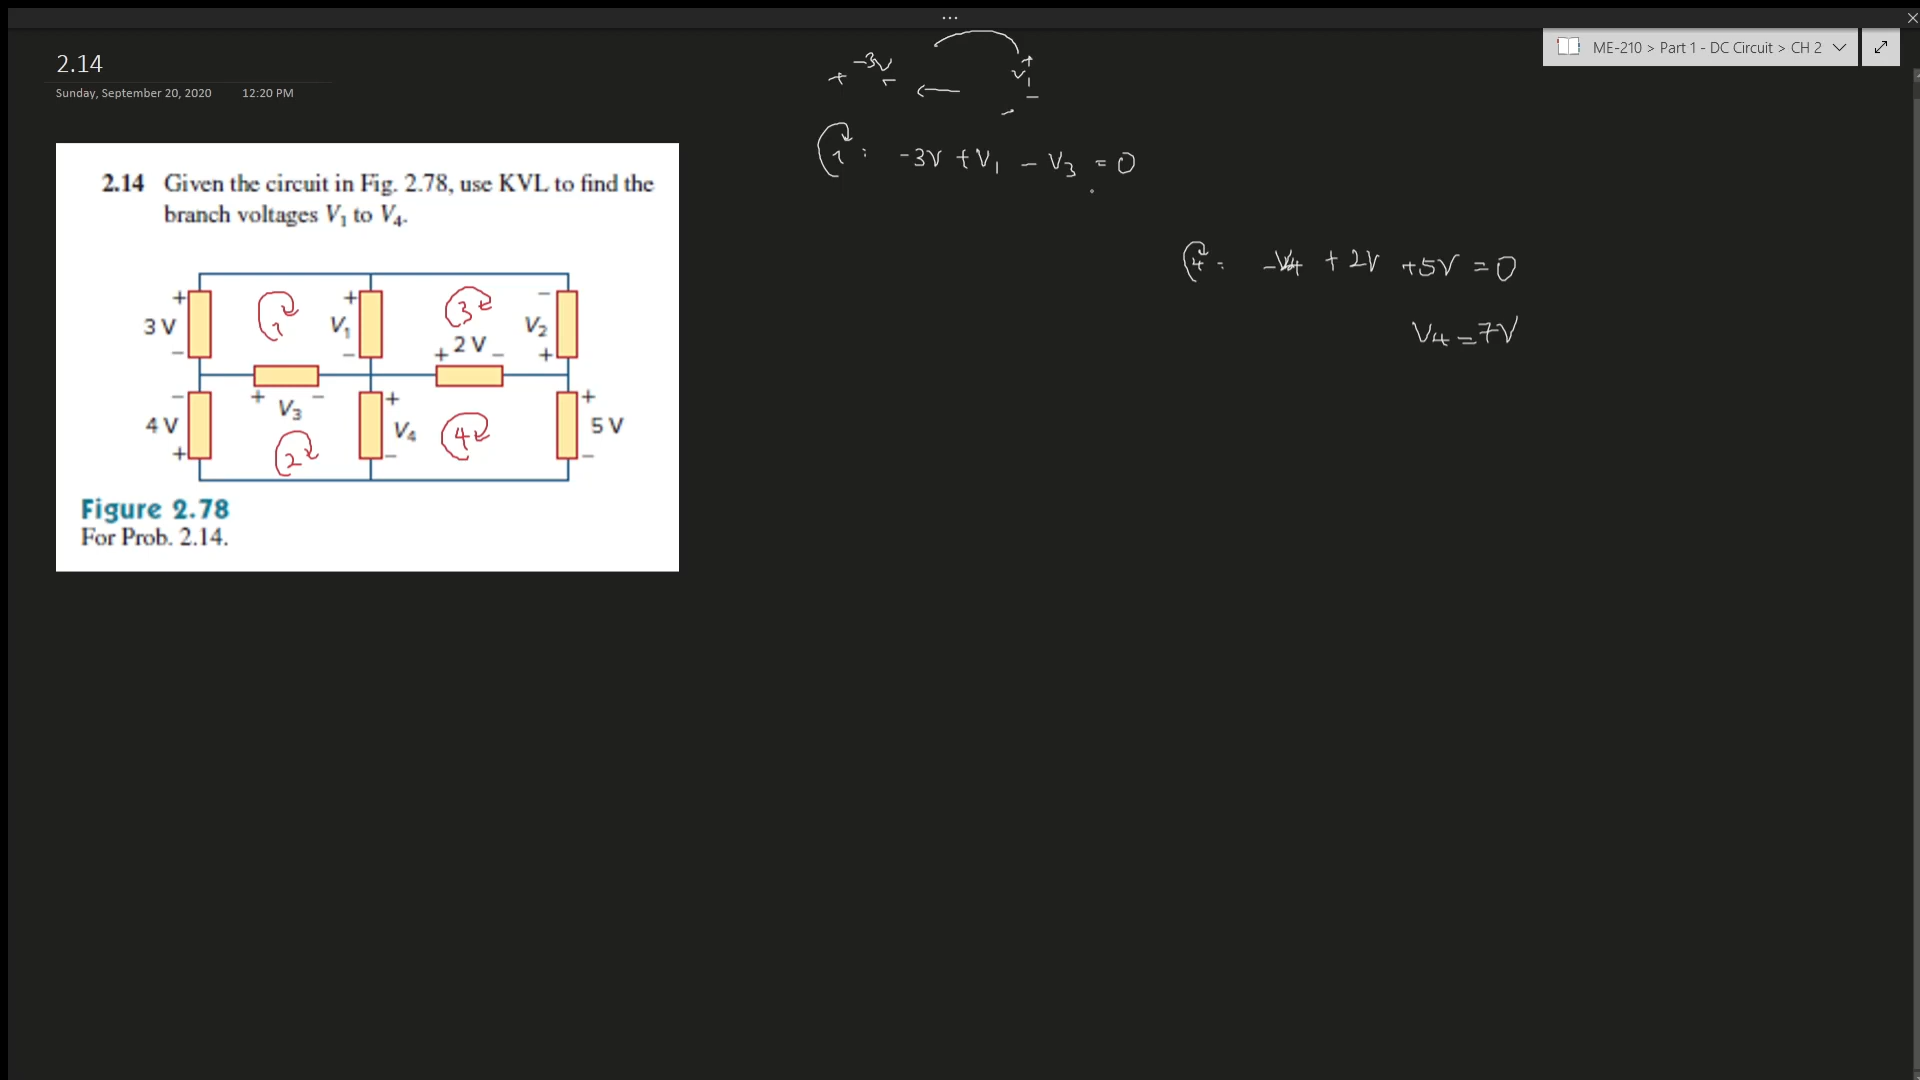 ...
ME-210 > Part 1 - DC Circuit > CH 2
2.14
Sunday, September 20, 2020 12:20 PM
+ -3V -
+ V1 -
1: -3V + V1 - V3 = 0
4: -V4 + 2V + 5V = 0
V4 = 7V
2.14 Given the circuit in Fig. 2.78, use KVL to find the
branch voltages V1 to V4.
+ 3 V -
1
+ V1 -
3
- V2 +
+ 2 V -
+ V3 -
- 4 V +
2
+ V4 -
4
+ 5 V -
Figure 2.78
For Prob. 2.14.